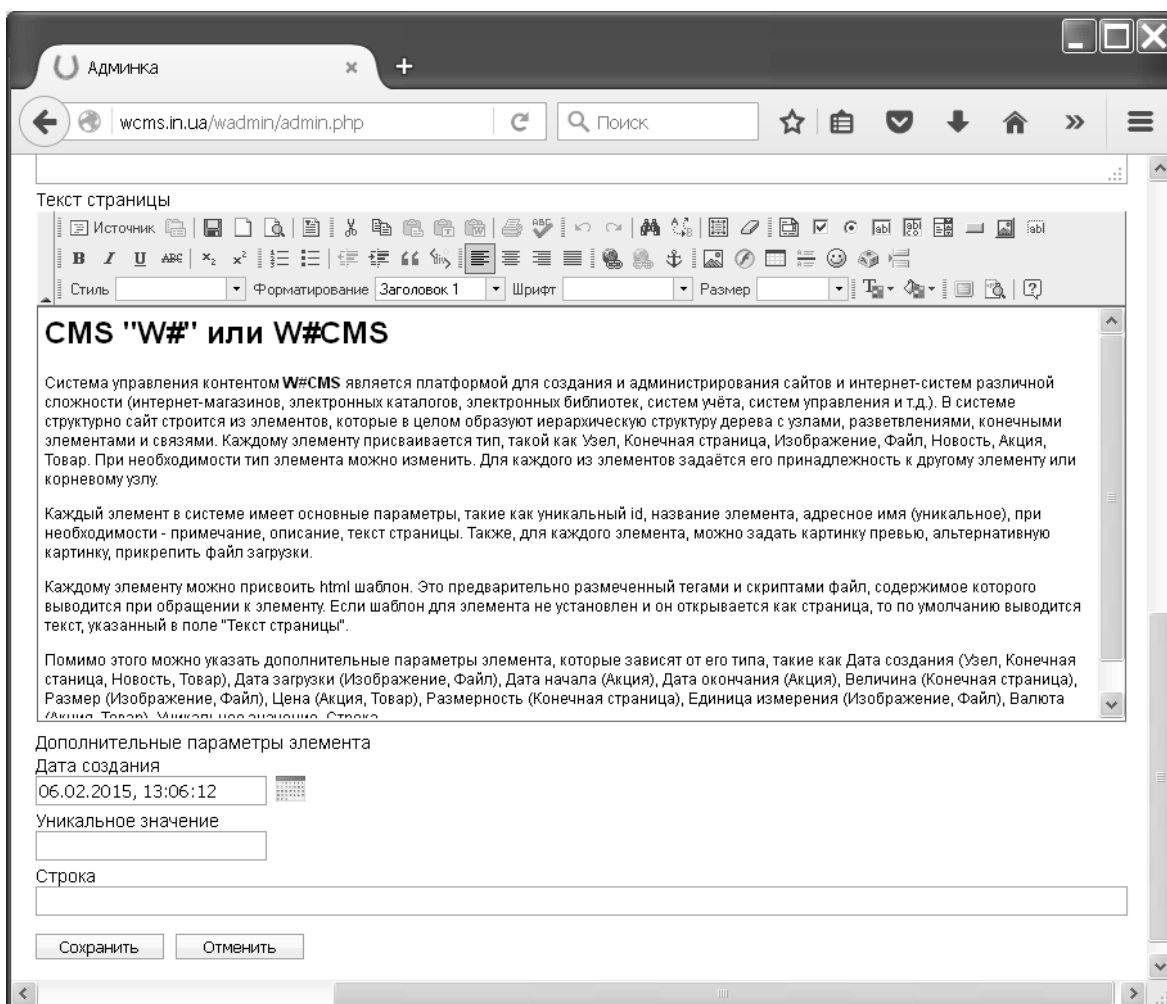 Админка
wcms.in.ua/wadmin/admin.php
Поиск
Текст страницы
Источник
Стиль Форматирование Заголовок 1 Шрифт Размер
CMS "W#" или W#CMS
Система управления контентом W#CMS является платформой для создания и администрирования сайтов и интернет-систем различной
сложности (интернет-магазинов, электронных каталогов, электронных библиотек, систем учёта, систем управления и т.д.). В системе
структурно сайт строится из элементов, которые в целом образуют иерархическую структуру дерева с узлами, разветвлениями, конечными
элементами и связями. Каждому элементу присваивается тип, такой как Узел, Конечная страница, Изображение, Файл, Новость, Акция,
Товар. При необходимости тип элемента можно изменить. Для каждого из элементов задаётся его принадлежность к другому элементу или
корневому узлу.
Каждый элемент в системе имеет основные параметры, такие как уникальный id, название элемента, адресное имя (уникальное), при
необходимости - примечание, описание, текст страницы. Также, для каждого элемента, можно задать картинку превью, альтернативную
картинку, прикрепить файл загрузки.
Каждому элементу можно присвоить html шаблон. Это предварительно размеченный тегами и скриптами файл, содержимое которого
выводится при обращении к элементу. Если шаблон для элемента не установлен и он открывается как страница, то по умолчанию выводится
текст, указанный в поле "Текст страницы".
Помимо этого можно указать дополнительные параметры элемента, которые зависят от его типа, такие как Дата создания (Узел, Конечная
станица, Новость, Товар), Дата загрузки (Изображение, Файл), Дата начала (Акция), Дата окончания (Акция), Величина (Конечная страница),
Размер (Изображение, Файл), Цена (Акция, Товар), Размерность (Конечная страница), Единица измерения (Изображение, Файл), Валюта
(Акция, Товар), Уникальное значение, Строка
Дополнительные параметры элемента
Дата создания
06.02.2015, 13:06:12
Уникальное значение
Строка
Сохранить Отменить